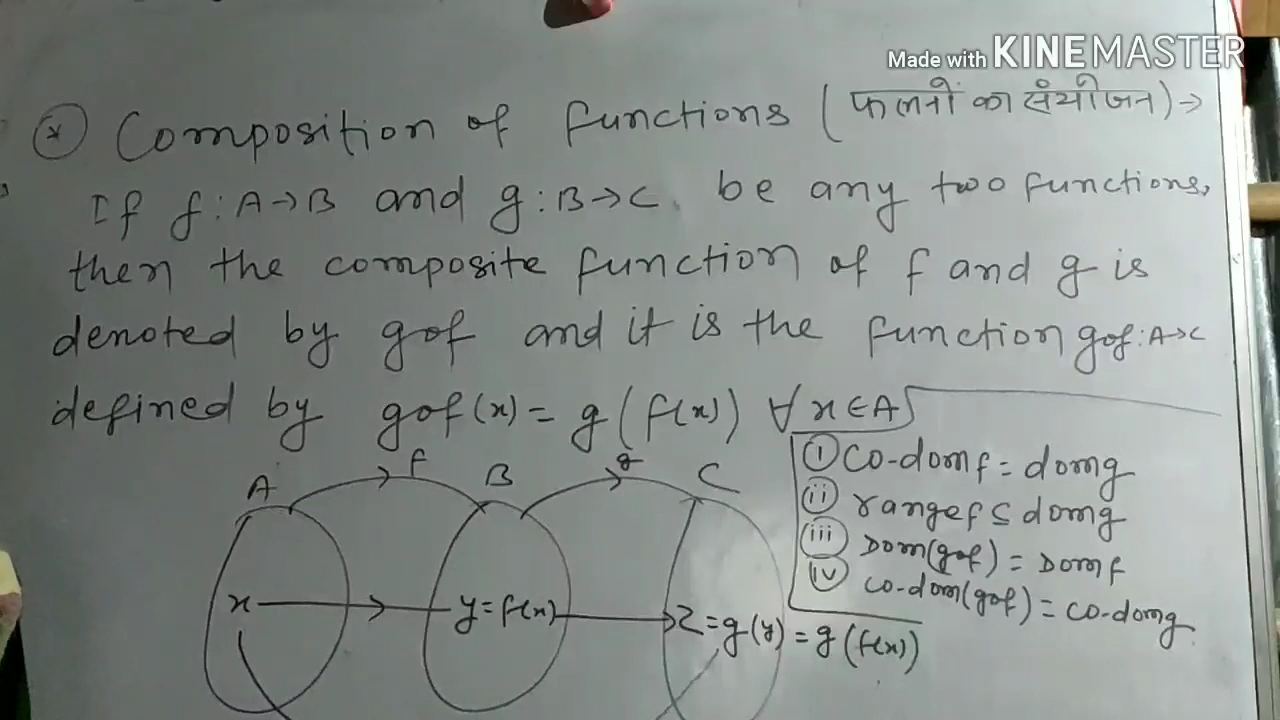 Made with KINEMASTER
* Composition of functions (फलनों का संयोजन) →
If f: A→B and g: B→C, be any two functions,
then the composite function of f and g is
denoted by gof and it is the function gof: A→C
defined by gof(x) = g(f(x)) ∀ x∈A
(i) co-dom f = dom g
(ii) range f ⊆ dom g
(iii) Dom(gof) = Dom f
(iv) co-dom(gof) = co-dom g
A f B g C
x y = f(x) z = g(y) = g(f(x))